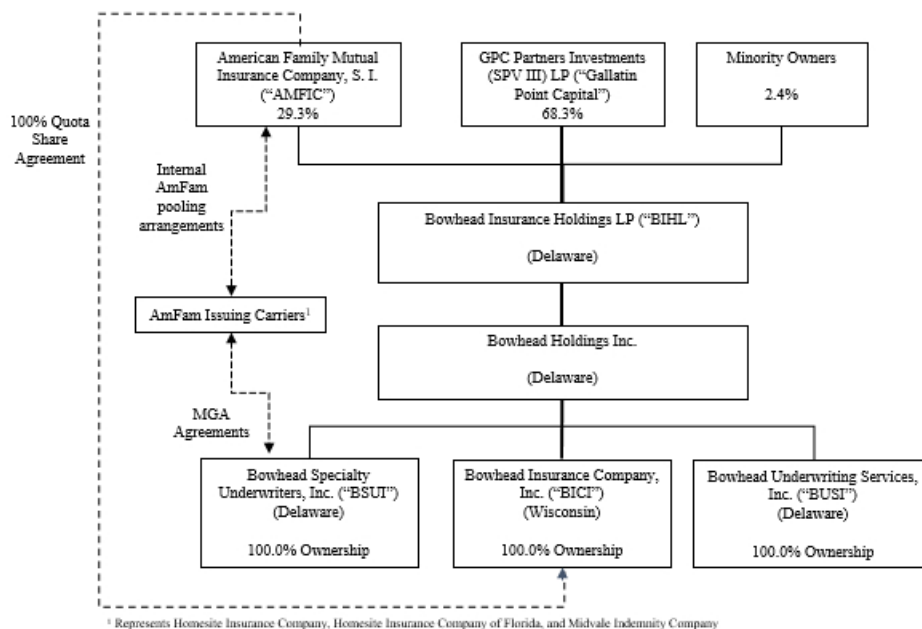 American Family Mutual
Insurance Company, S. I.
("AMFIC")
29.3%
GPC Partners Investments
(SPV III) LP ("Gallatin
Point Capital")
68.3%
Minority Owners
2.4%
100% Quota
Share
Agreement
Internal
AmFam
pooling
arrangements
Bowhead Insurance Holdings LP ("BIHL")
(Delaware)
AmFam Issuing Carriers¹
Bowhead Holdings Inc.
(Delaware)
MGA
Agreements
Bowhead Specialty
Underwriters, Inc. ("BSUI")
(Delaware)
100.0% Ownership
Bowhead Insurance Company,
Inc. ("BICI")
(Wisconsin)
100.0% Ownership
Bowhead Underwriting Services,
Inc. ("BUSI")
(Delaware)
100.0% Ownership
¹ Represents Homesite Insurance Company, Homesite Insurance Company of Florida, and Midvale Indemnity Company